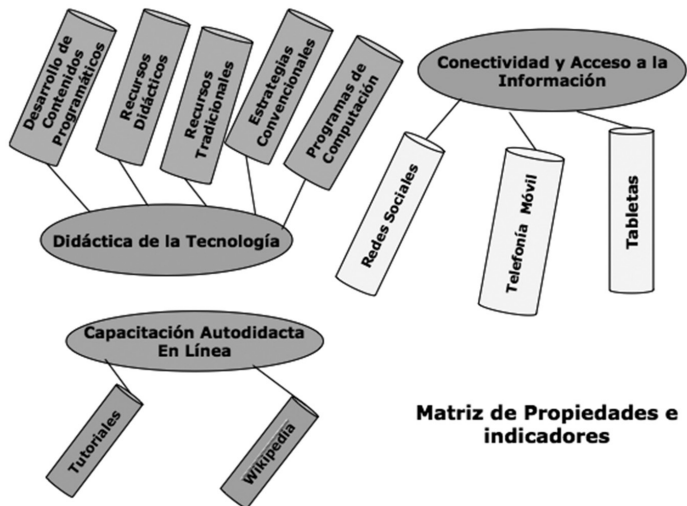 Desarrollo de
Contenidos
Programáticos
Recursos
Didácticos
Recursos
Tradicionales
Estrategias
Convencionales
Programas de
Computación
Didáctica de la Tecnología
Conectividad y Acceso a la
Información
Redes Sociales
Telefonía Móvil
Tabletas
Capacitación Autodidacta
En Línea
Tutoriales
Wikipedia
Matriz de Propiedades e
indicadores